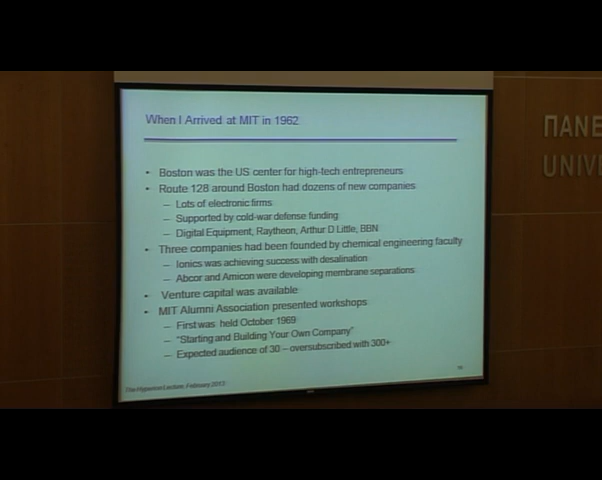 When I Arrived at MIT in 1962
• Boston was the US center for high-tech entrepreneurs
• Route 128 around Boston had dozens of new companies
– Lots of electronic firms
– Supported by cold-war defense funding
– Digital Equipment, Raytheon, Arthur D Little, BBN
• Three companies had been founded by chemical engineering faculty
– Ionics was achieving success with desalination
– Abcor and Amicon were developing membrane separations
• Venture capital was available
• MIT Alumni Association presented workshops
– First was held October 1969
– "Starting and Building Your Own Company"
– Expected audience of 30 – oversubscribed with 300+
Lecture, February
ΠΑΝΕ
UNIV